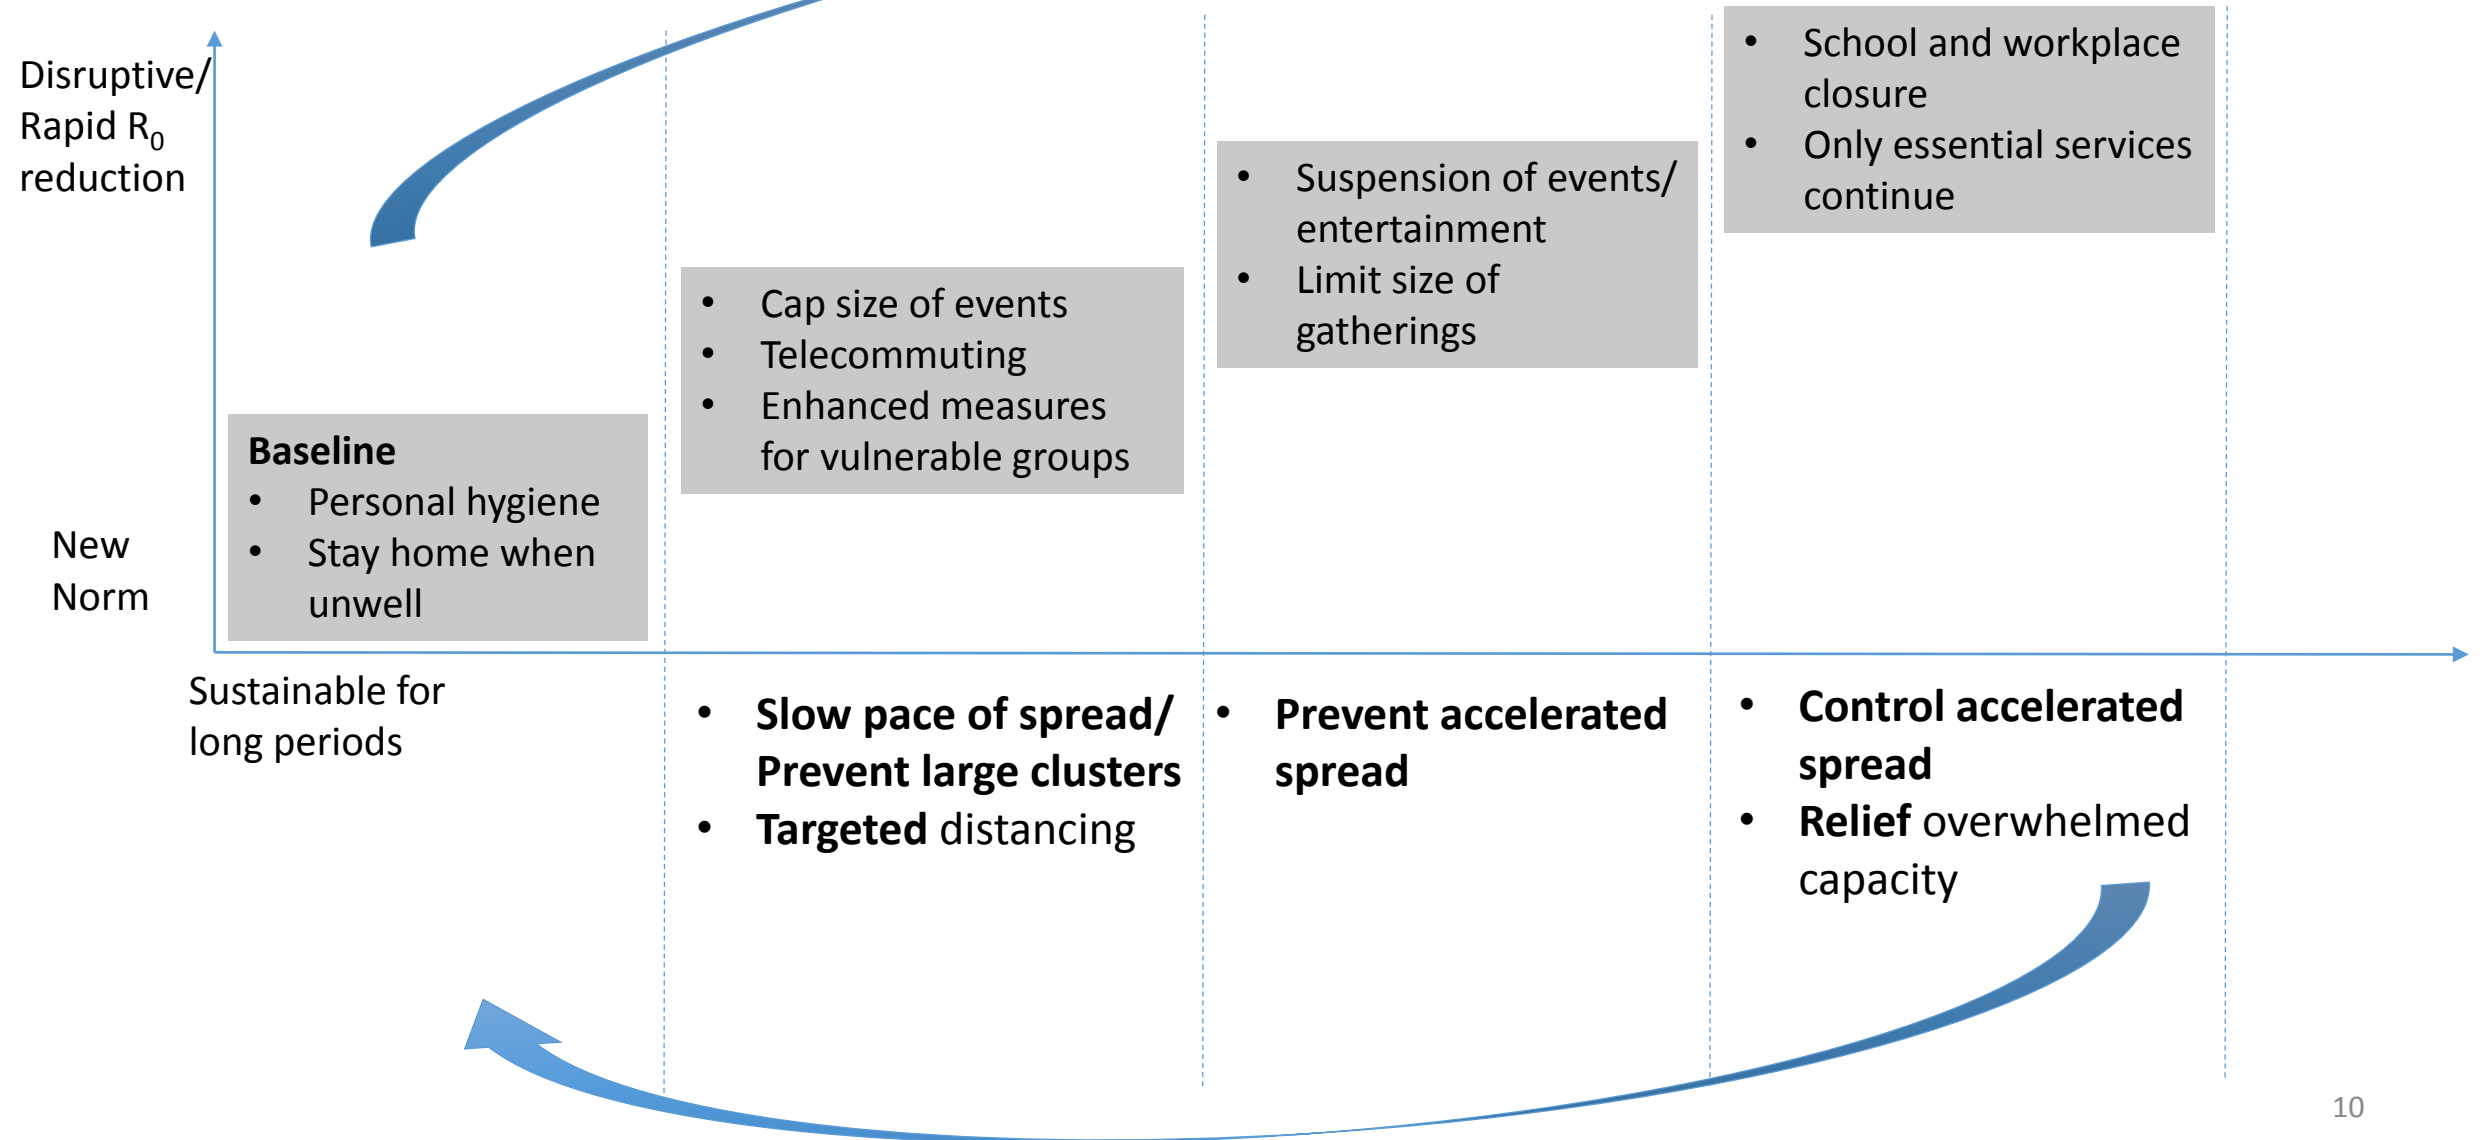 Disruptive/
Rapid R₀
reduction
New
Norm
Baseline
• Personal hygiene
• Stay home when
unwell
• Cap size of events
• Telecommuting
• Enhanced measures
for vulnerable groups
• Suspension of events/
entertainment
• Limit size of
gatherings
• School and workplace
closure
• Only essential services
continue
Sustainable for
long periods
• Slow pace of spread/
Prevent large clusters
• Targeted distancing
• Prevent accelerated
spread
• Control accelerated
spread
• Relief overwhelmed
capacity
10